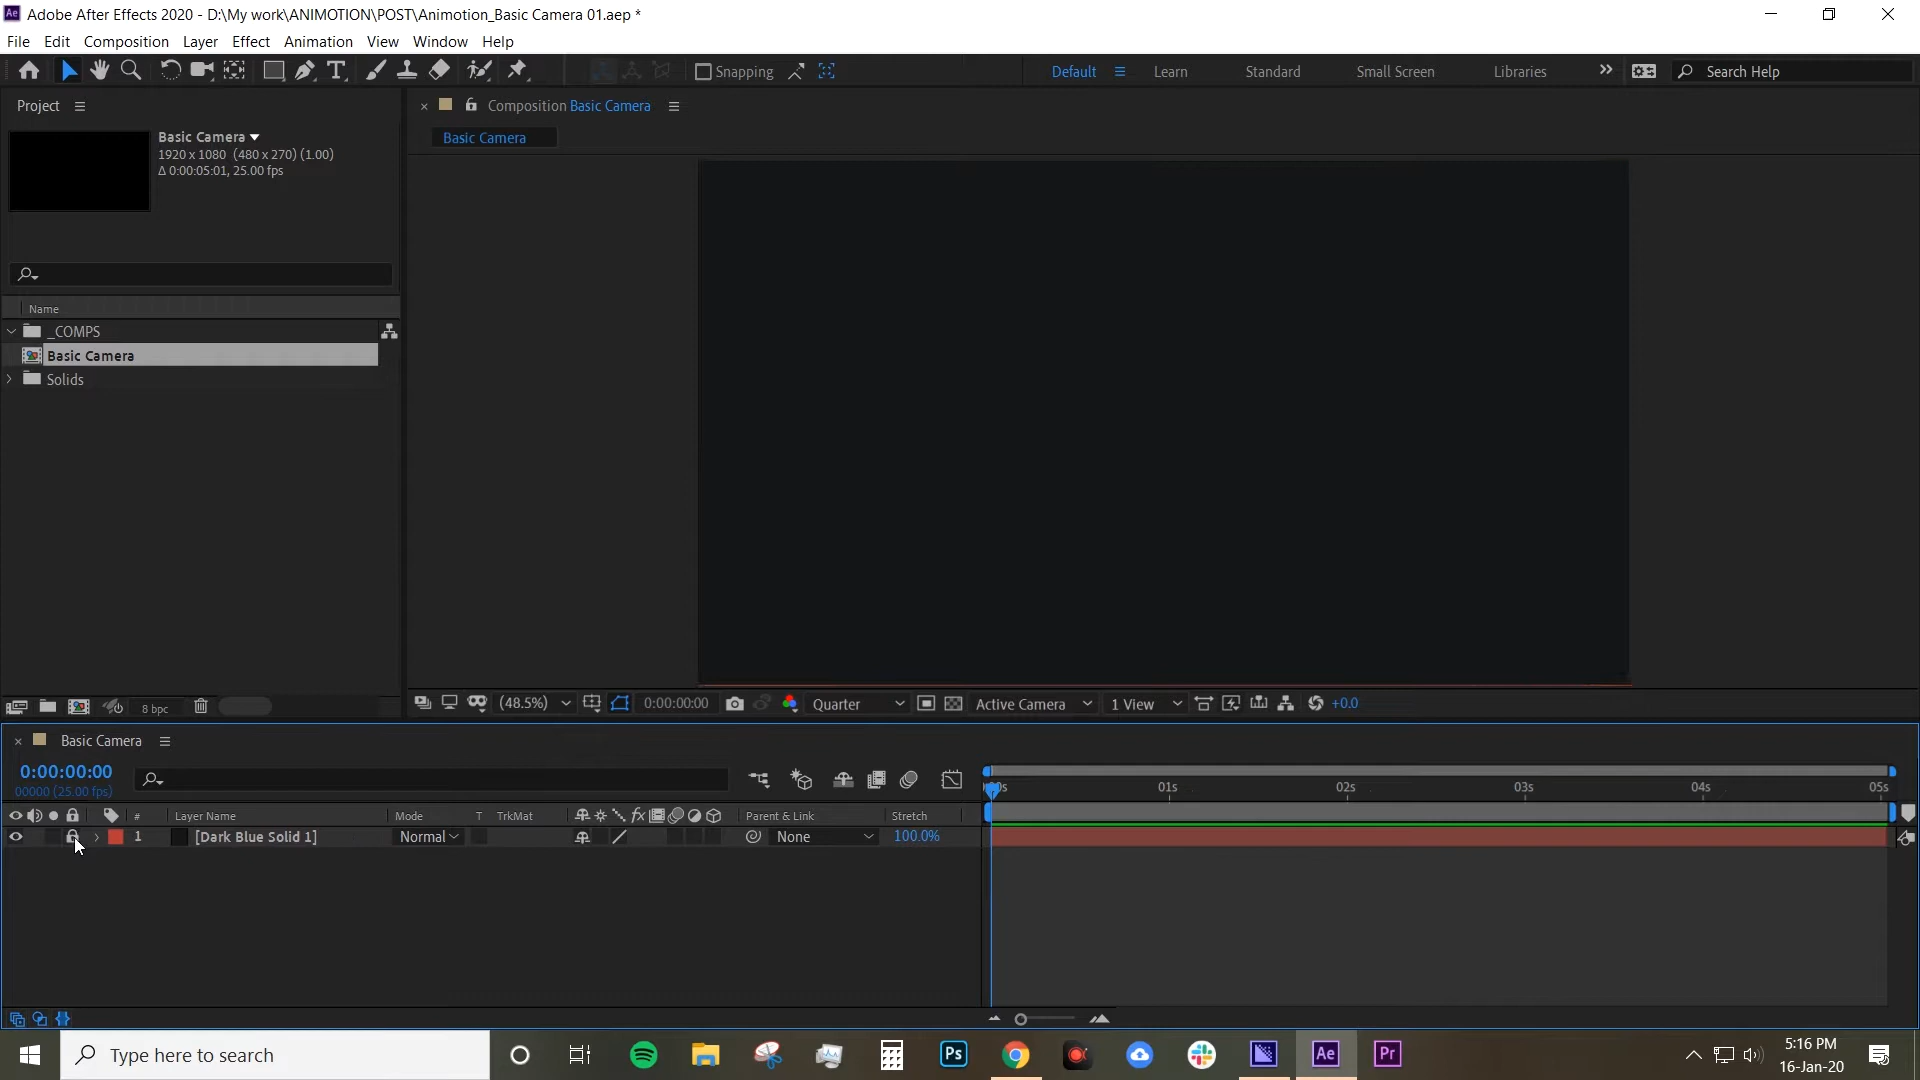 Adobe After Effects 2020 - D:\My work\ANIMOTION\POST\Animotion_Basic Camera 01.aep *
File Edit Composition Layer Effect Animation View Window Help
Snapping Default Learn Standard Small Screen Libraries Search Help
Project
Composition Basic Camera
Basic Camera
Basic Camera
1920 x 1080 (480 x 270) (1.00)
Δ 0:00:05:01, 25.00 fps
Name
_COMPS
Basic Camera
Solids
8 bpc
(48.5%) 0:00:00:00 Quarter Active Camera 1 View +0.0
Basic Camera
0:00:00:00
00000 (25.00 fps)
01s 02s 03s 04s 05s
# Layer Name Mode T TrkMat fx Parent & Link Stretch
1 [Dark Blue Solid 1] Normal None 100.0%
Type here to search
Ps Ae Pr
5:16 PM
16-Jan-20